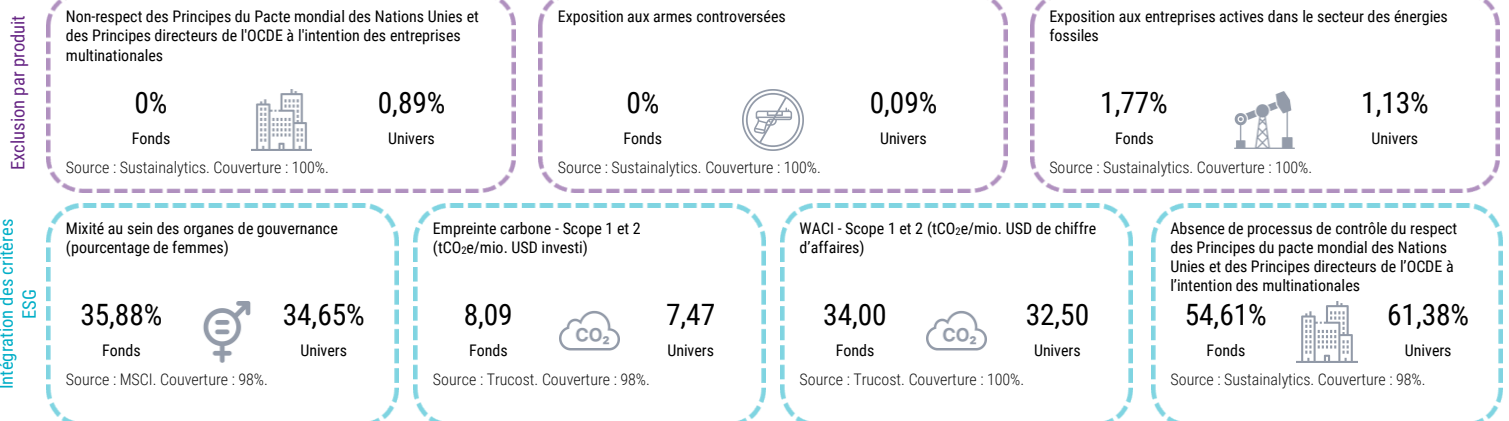 Exclusion par produit
Non-respect des Principes du Pacte mondial des Nations Unies et
des Principes directeurs de l'OCDE à l'intention des entreprises
multinationales
0%
Fonds
0,89%
Univers
Source : Sustainalytics. Couverture : 100%.
Exposition aux armes controversées
0%
Fonds
0,09%
Univers
Source : Sustainalytics. Couverture : 100%.
Exposition aux entreprises actives dans le secteur des énergies
fossiles
1,77%
Fonds
1,13%
Univers
Source : Sustainalytics. Couverture : 100%.
Intégration des critères
ESG
Mixité au sein des organes de gouvernance
(pourcentage de femmes)
35,88%
Fonds
34,65%
Univers
Source : MSCI. Couverture : 98%.
Empreinte carbone - Scope 1 et 2
(tCO₂e/mio. USD investi)
8,09
Fonds
CO₂
7,47
Univers
Source : Trucost. Couverture : 98%.
WACI - Scope 1 et 2 (tCO₂e/mio. USD de chiffre
d'affaires)
34,00
Fonds
CO₂
32,50
Univers
Source : Trucost. Couverture : 100%.
Absence de processus de contrôle du respect
des Principes du pacte mondial des Nations
Unies et des Principes directeurs de l'OCDE à
l'intention des multinationales
54,61%
Fonds
61,38%
Univers
Source : Sustainalytics. Couverture : 98%.